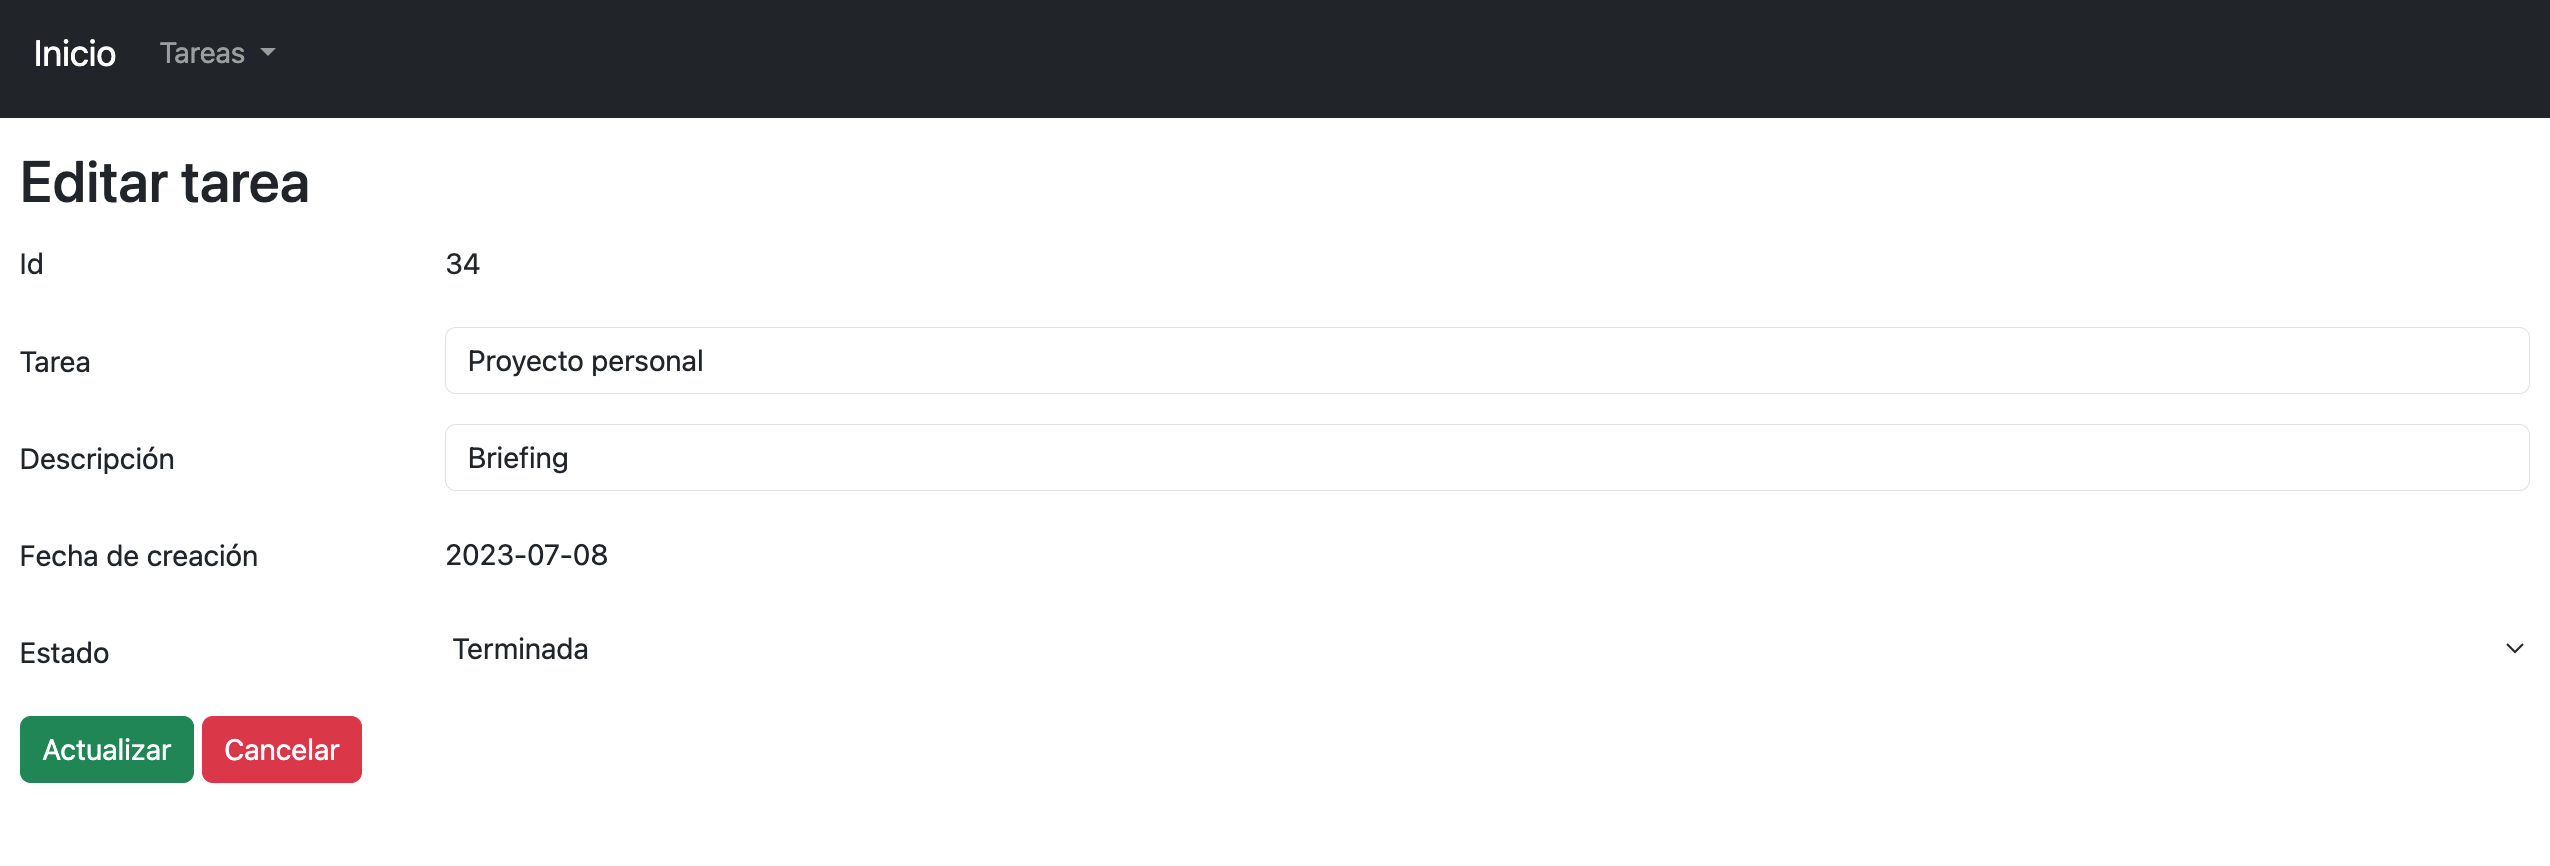 Inicio Tareas
Editar tarea
Id 34
Tarea Proyecto personal
Descripción Briefing
Fecha de creación 2023-07-08
Estado Terminada
Actualizar Cancelar